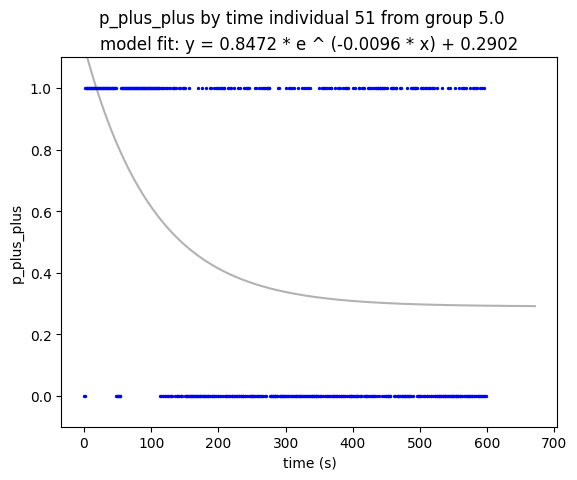 p_plus_plus by time individual 51 from group 5.0
model fit: y = 0.8472 * e ^ (-0.0096 * x) + 0.2902
1.0
0.8
0.6
0.4
0.2
0.0
p_plus_plus
0 100 200 300 400 500 600 700
time (s)